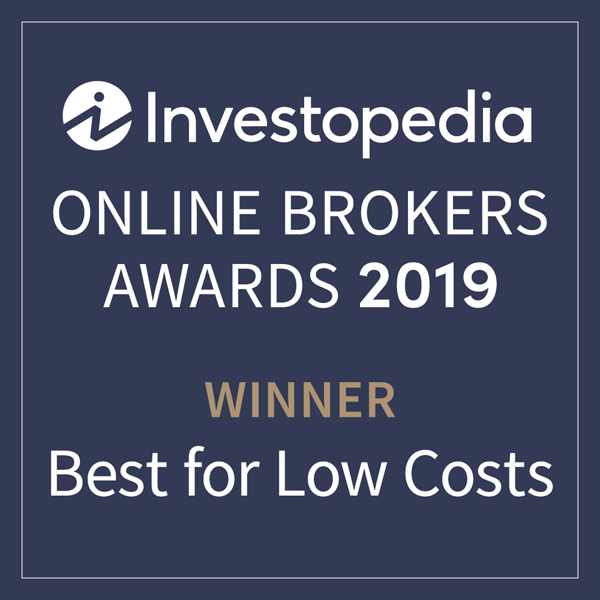 Investopedia
ONLINE BROKERS
AWARDS 2019
WINNER
Best for Low Costs